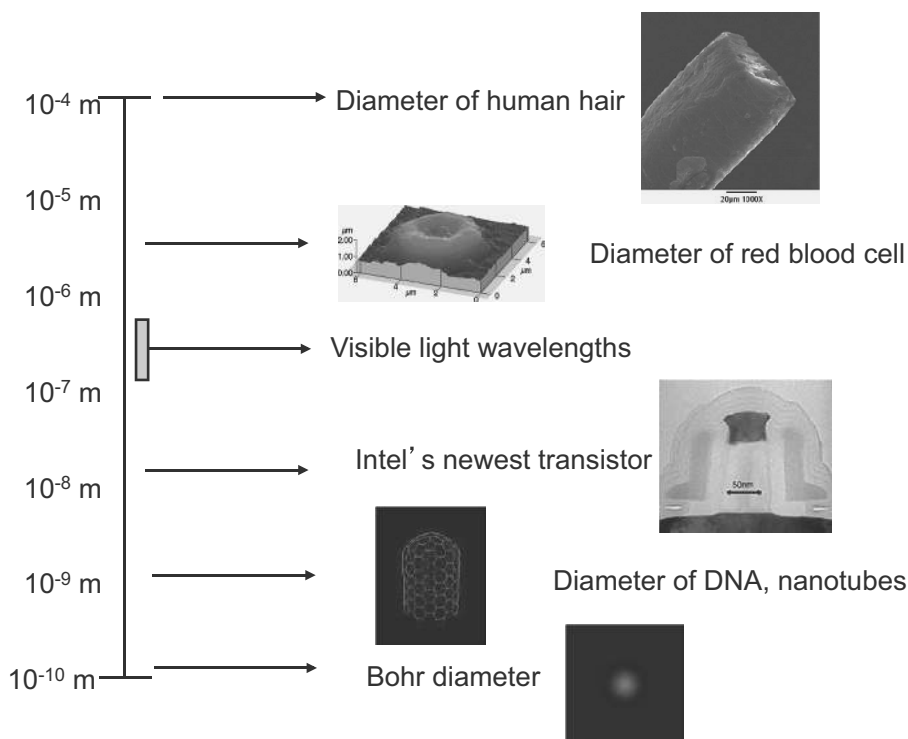 10⁻⁴ m
Diameter of human hair
20μm 1000X
10⁻⁵ m
μm
2.00
1.00
0.00
6
4
2
0
μm
0
2
4
6
μm
Diameter of red blood cell
10⁻⁶ m
Visible light wavelengths
10⁻⁷ m
Intel's newest transistor
50nm
10⁻⁸ m
10⁻⁹ m
Diameter of DNA, nanotubes
10⁻¹⁰ m
Bohr diameter